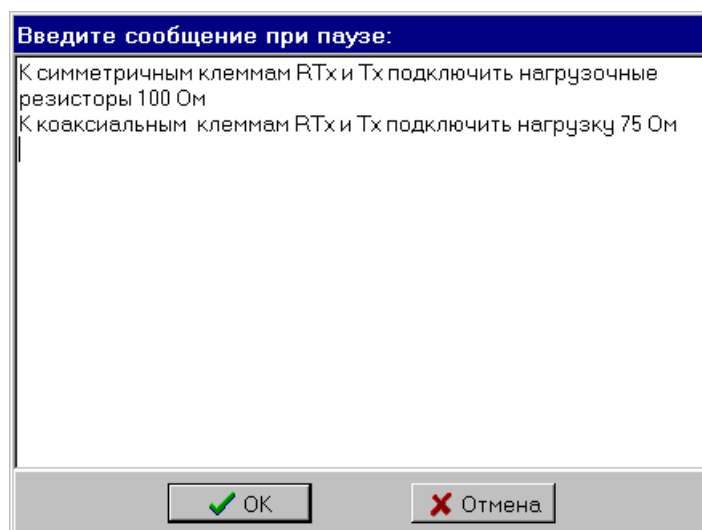 Введите сообщение при паузе:
К симметричным клеммам RTx и Tx подключить нагрузочные
резисторы 100 Ом
К коаксиальным  клеммам RTx и Tx подключить нагрузку 75 Ом
OK
Отмена